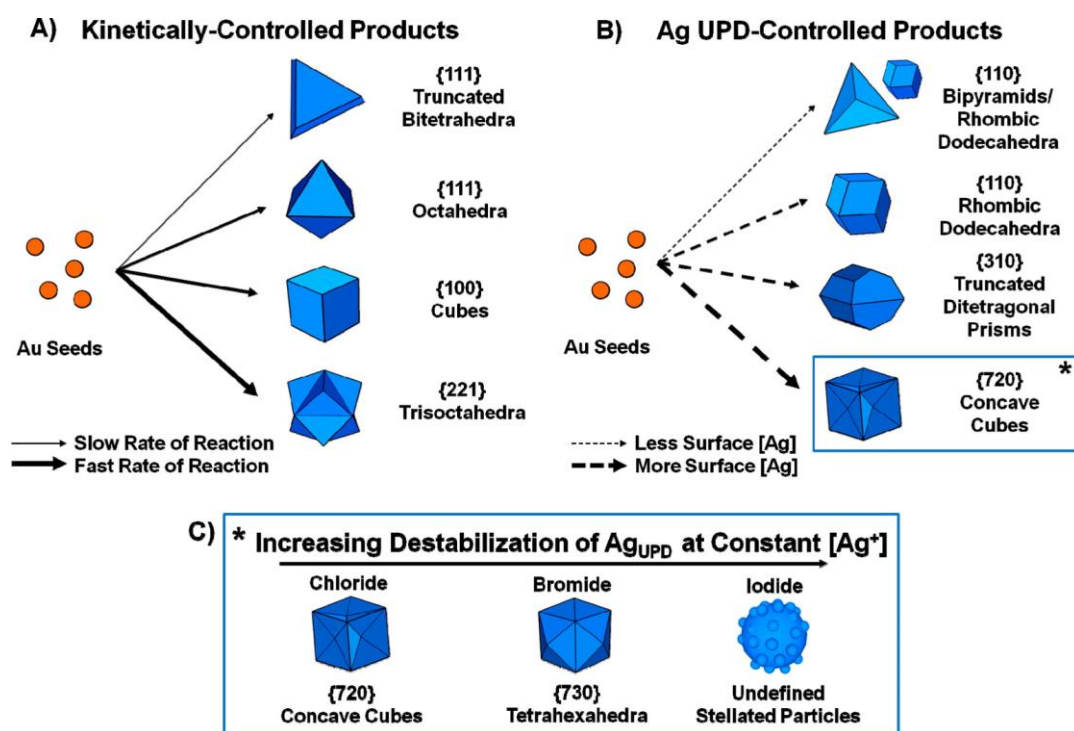 A) Kinetically-Controlled Products
{111}
Truncated
Bitetrahedra
{111}
Octahedra
{100}
Cubes
{221}
Trisoctahedra
Au Seeds
Slow Rate of Reaction
Fast Rate of Reaction
B) Ag UPD-Controlled Products
{110}
Bipyramids/
Rhombic
Dodecahedra
{110}
Rhombic
Dodecahedra
{310}
Truncated
Ditetragonal
Prisms
{720} *
Concave
Cubes
Au Seeds
Less Surface [Ag]
More Surface [Ag]
C) * Increasing Destabilization of AgUPD at Constant [Ag+]
Chloride
{720}
Concave Cubes
Bromide
{730}
Tetrahexahedra
Iodide
Undefined
Stellated Particles